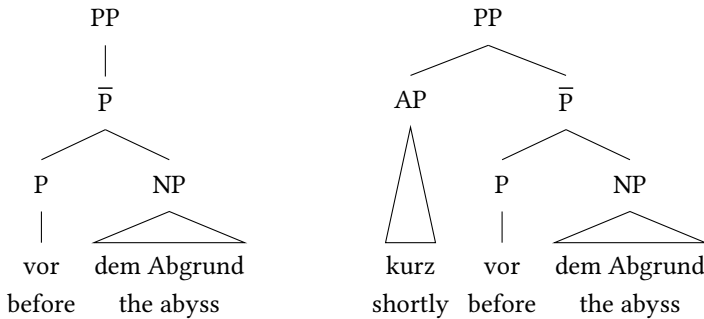 PP PP
P̅ AP P̅
P NP P NP
vor dem Abgrund kurz vor dem Abgrund
before the abyss shortly before the abyss